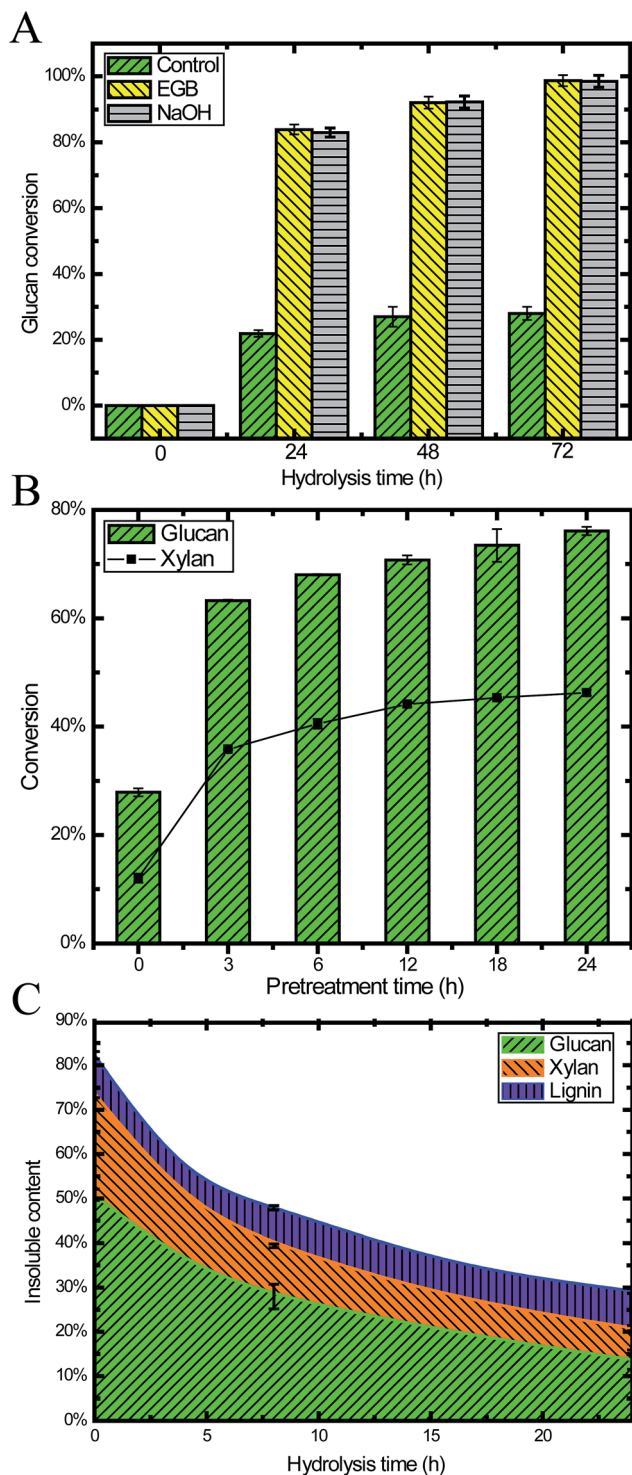 A
Control
EGB
NaOH
100%
80%
60%
40%
20%
0%
Glucan conversion
0 24 48 72
Hydrolysis time (h)
B
Glucan
Xylan
80%
60%
40%
20%
0%
Conversion
0 3 6 12 18 24
Pretreatment time (h)
C
Glucan
Xylan
Lignin
90%
80%
70%
60%
50%
40%
30%
20%
10%
0%
Insoluble content
0 5 10 15 20
Hydrolysis time (h)